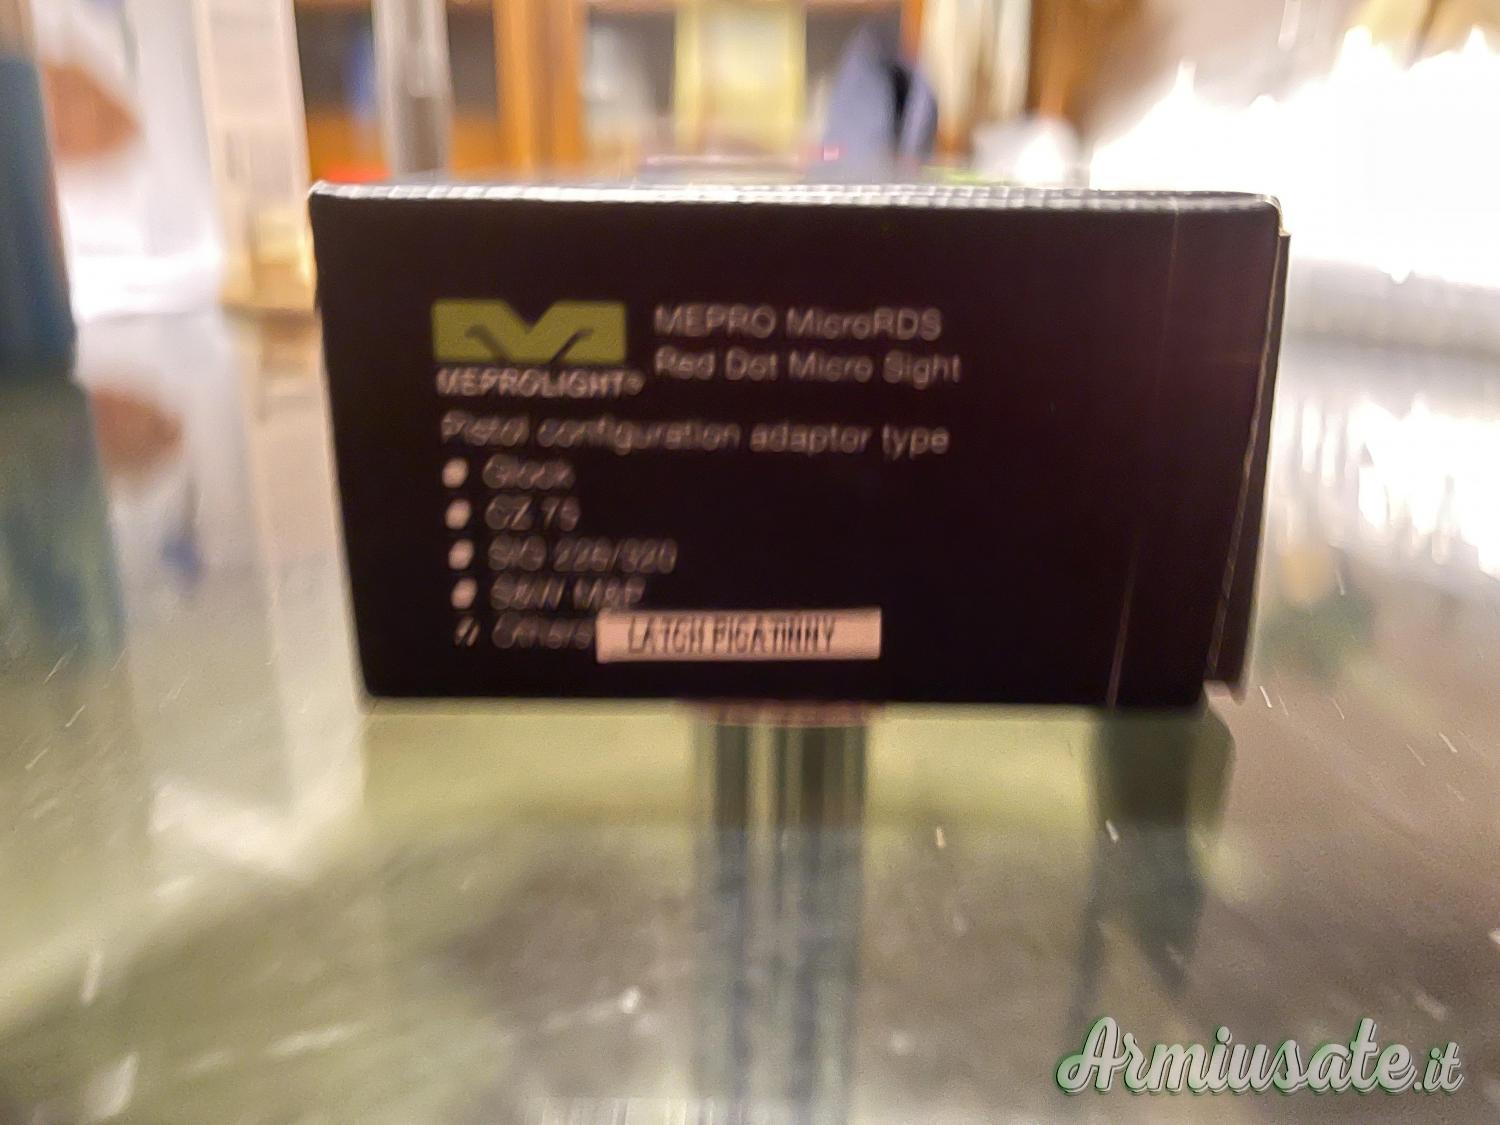 MEPRO MicroRDS
Red Dot Micro Sight
MEPROLIGHT®
Pistol configuration adaptor type
Glock
CZ 75
SIG 226/320
S&W M&P
Others LATCH PICATINNY
Armiusate.it